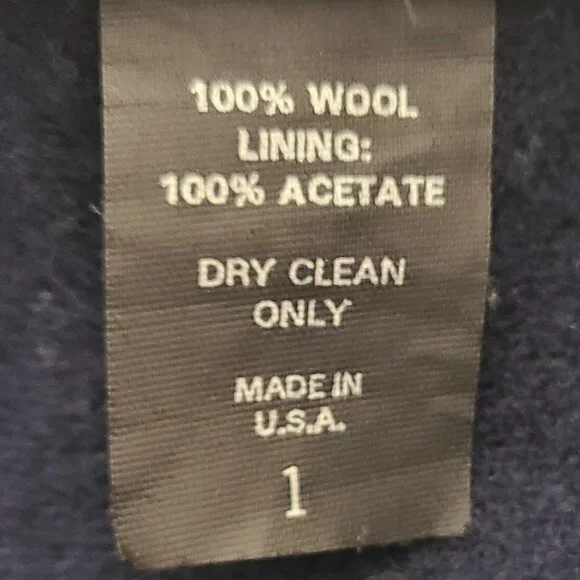 100% WOOL
LINING:
100% ACETATE
DRY CLEAN
ONLY
MADE IN
U.S.A.
1